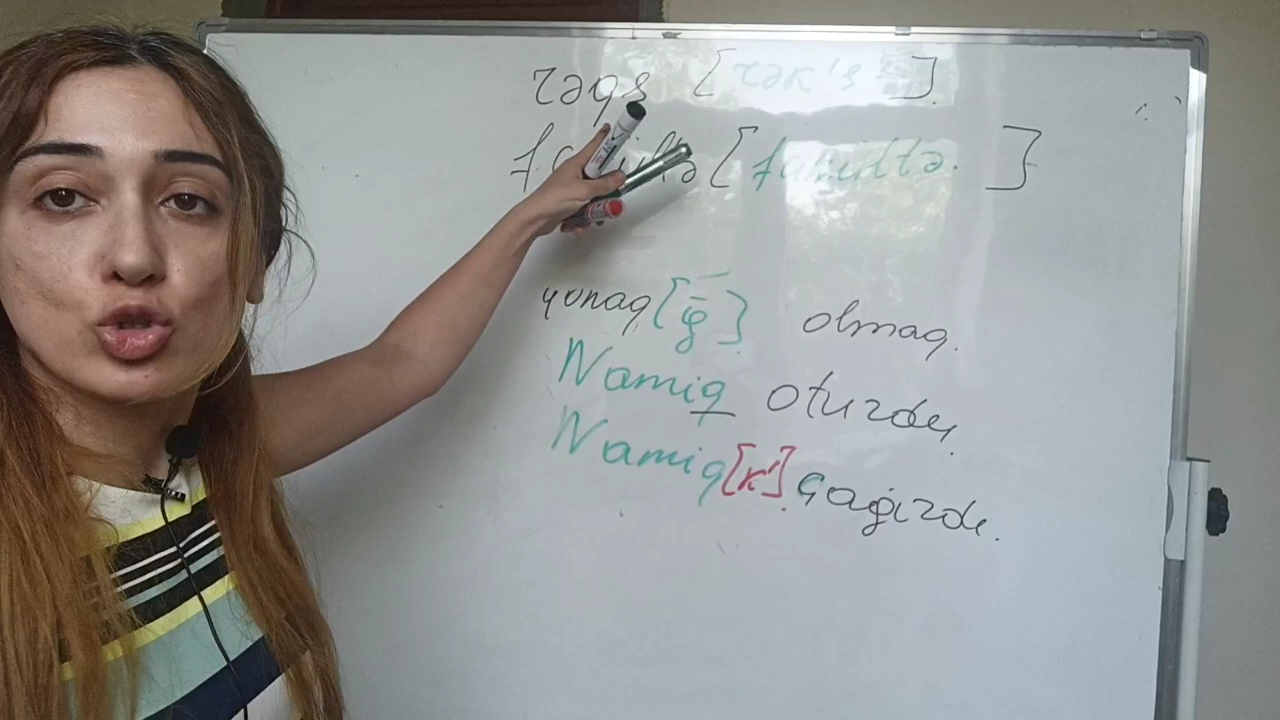 rəqs [rəK's]
fakültə [fakültə.]
qonaq [ğ] olmaq.
Namiq oturdu,
Namiq [K'] çağırdı.